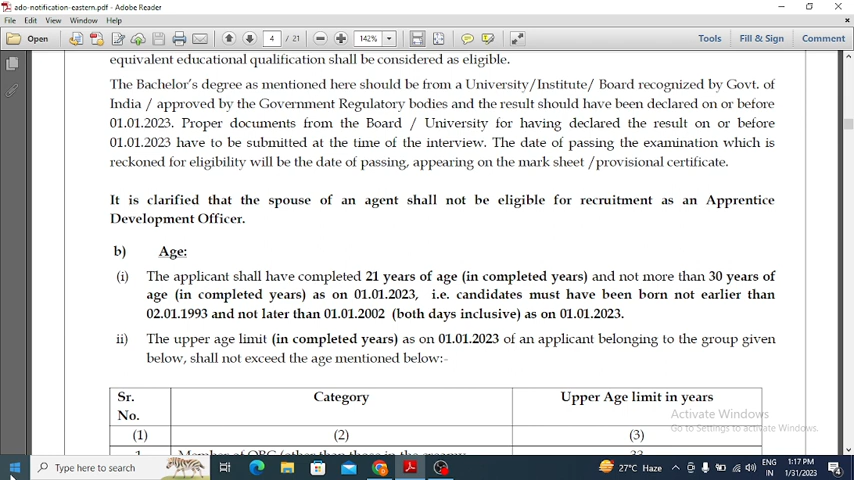 ado-notification-eastern.pdf - Adobe Reader
File Edit View Window Help
Open 4 / 21 142% Tools Fill & Sign Comment
equivalent educational qualification shall be considered as eligible.
The Bachelor's degree as mentioned here should be from a University/Institute/ Board recognized by Govt. of
India / approved by the Government Regulatory bodies and the result should have been declared on or before
01.01.2023. Proper documents from the Board / University for having declared the result on or before
01.01.2023 have to be submitted at the time of the interview. The date of passing the examination which is
reckoned for eligibility will be the date of passing, appearing on the mark sheet /provisional certificate.
It is clarified that the spouse of an agent shall not be eligible for recruitment as an Apprentice
Development Officer.
b) Age:
(i) The applicant shall have completed 21 years of age (in completed years) and not more than 30 years of
age (in completed years) as on 01.01.2023, i.e. candidates must have been born not earlier than
02.01.1993 and not later than 01.01.2002 (both days inclusive) as on 01.01.2023.
ii) The upper age limit (in completed years) as on 01.01.2023 of an applicant belonging to the group given
below, shall not exceed the age mentioned below:-
Sr. Category Upper Age limit in years
No.
(1) (2) (3)
1 Member of OBC (other than those in the creamy 33
Activate Windows
Go to Settings to activate Windows.
Type here to search 27°C Haze ENG 1:17 PM
IN 1/31/2023 4